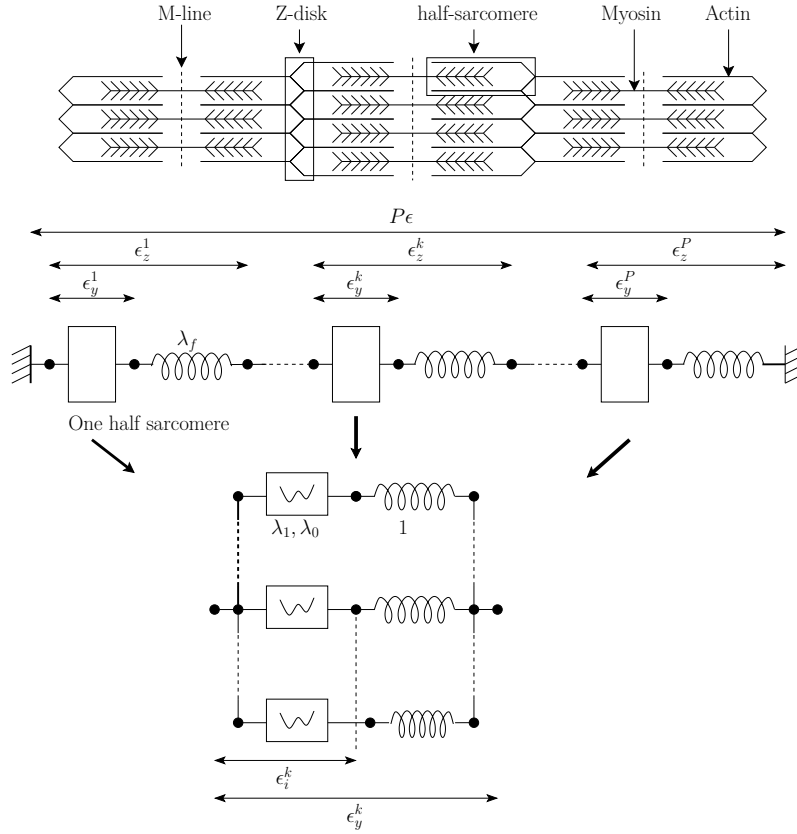 M-line Z-disk half-sarcomere Myosin Actin
Pϵ
ϵ_z^1 ϵ_z^k ϵ_z^P
ϵ_y^1 ϵ_y^k ϵ_y^P
λ_f
One half sarcomere
λ_1, λ_0 1
ϵ_i^k
ϵ_y^k